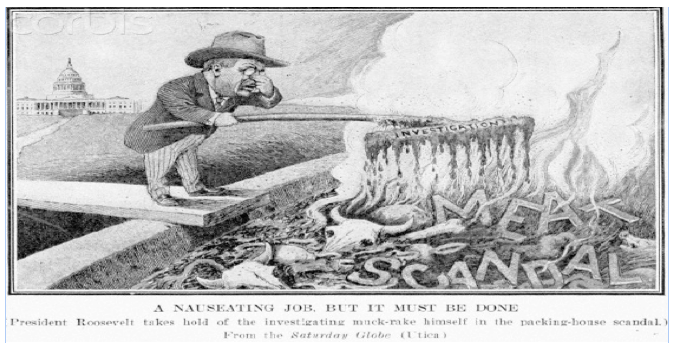 corbis
INVESTIGATION
MEAT
SCANDAL
A NAUSEATING JOB, BUT IT MUST BE DONE
(President Roosevelt takes hold of the investigating muck-rake himself in the packing-house scandal.)
From the Saturday Globe (Utica)